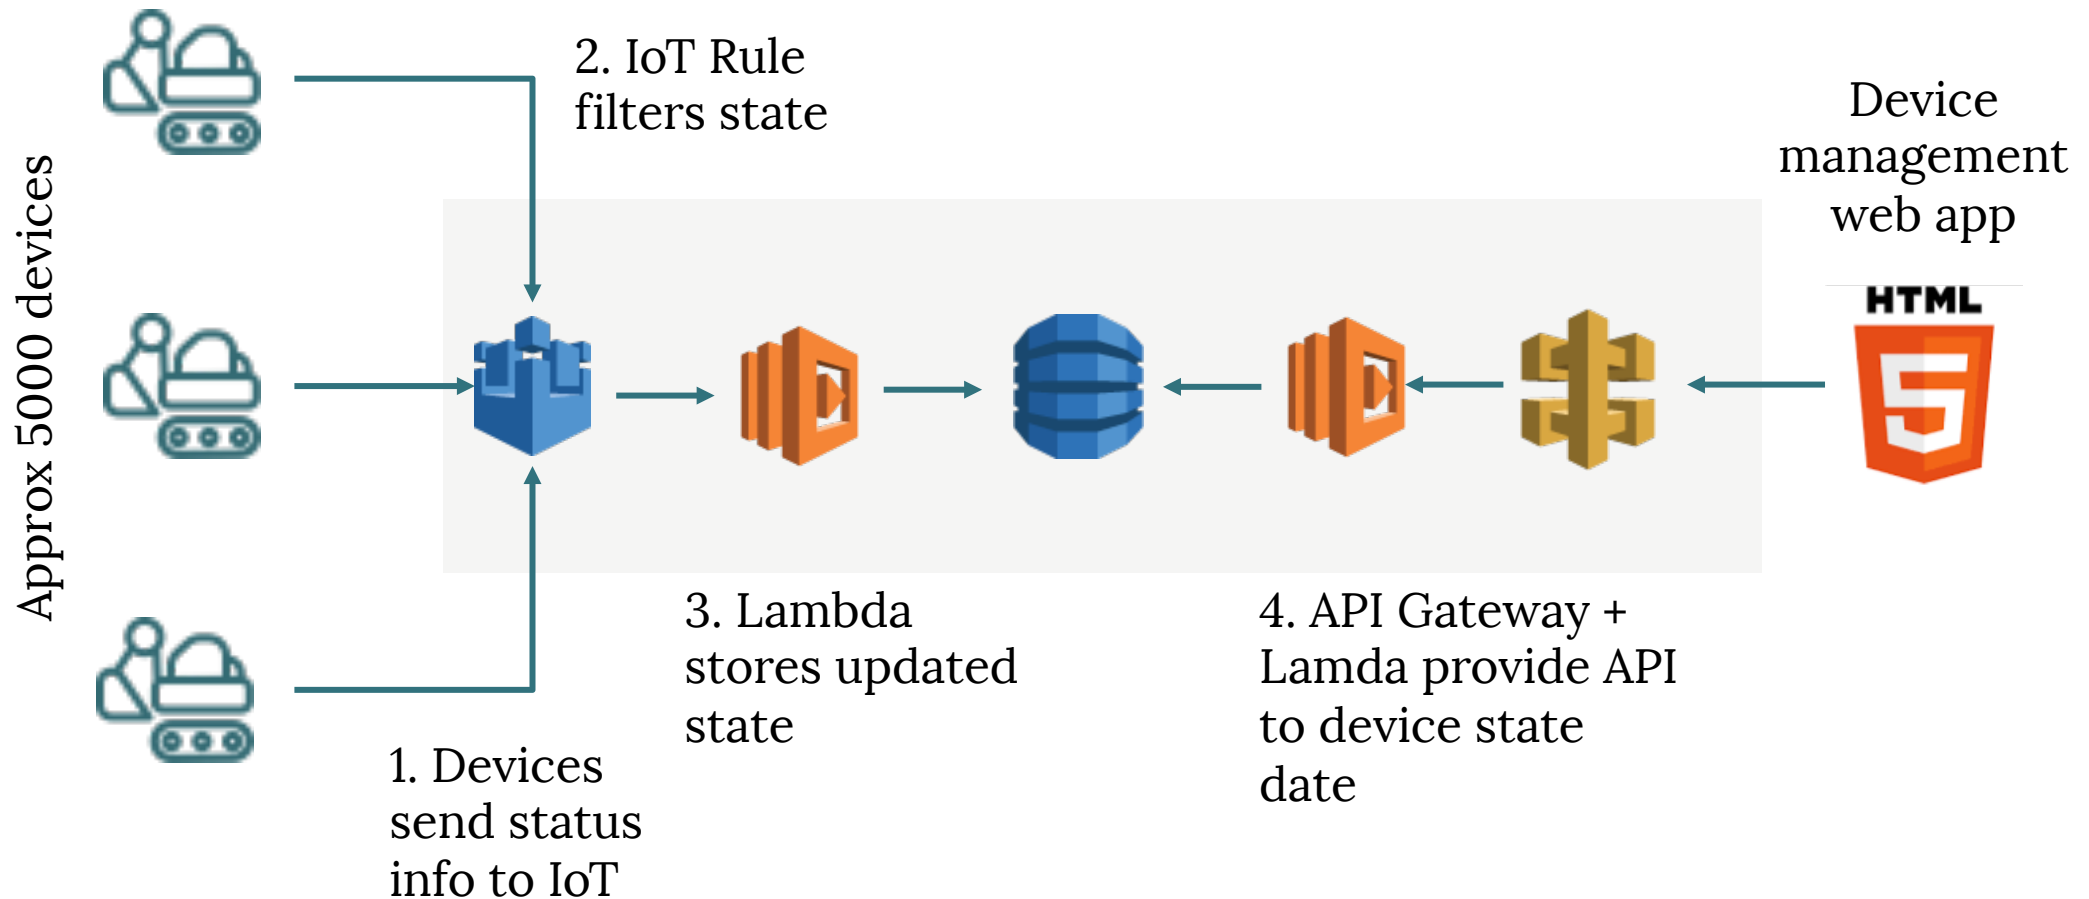 Approx 5000 devices
2. IoT Rule
filters state
Device
management
web app
HTML
5
3. Lambda
stores updated
state
4. API Gateway +
Lamda provide API
to device state
date
1. Devices
send status
info to IoT